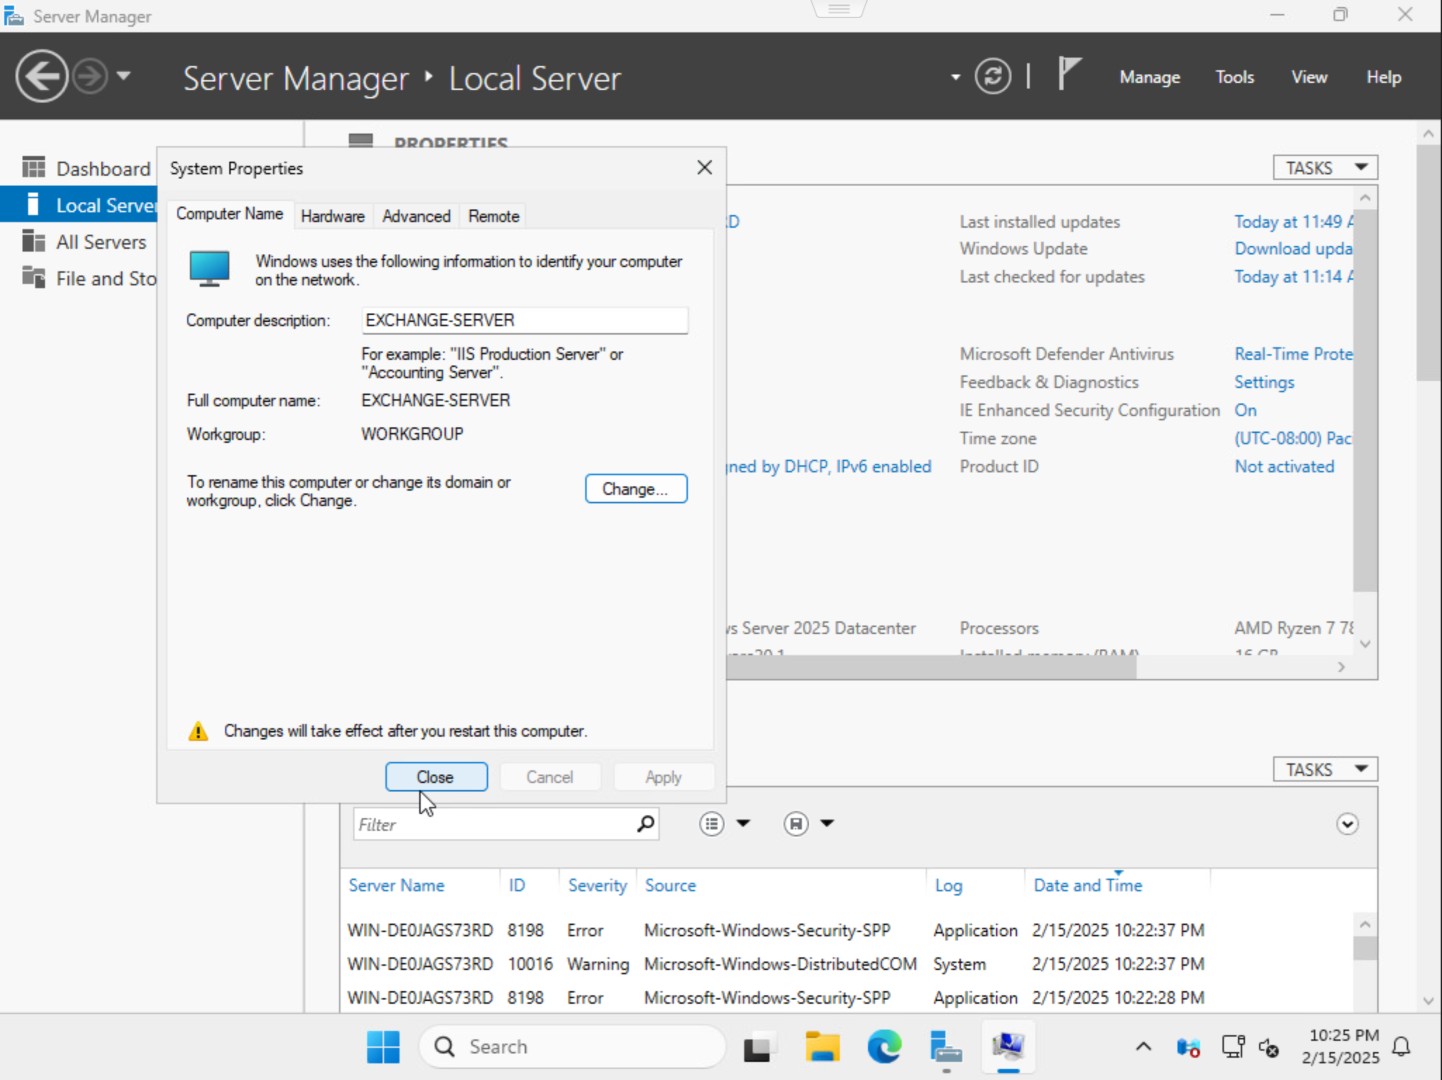 Server Manager
Server Manager ‣ Local Server
Manage
Tools
View
Help
Dashboard
Local Server
All Servers
File and Sto
PROPERTIES
TASKS
System Properties
Computer Name
Hardware
Advanced
Remote
Windows uses the following information to identify your computer
on the network.
Computer description:
EXCHANGE-SERVER
For example: "IIS Production Server" or
"Accounting Server".
Full computer name:
EXCHANGE-SERVER
Workgroup:
WORKGROUP
To rename this computer or change its domain or
workgroup, click Change.
Change...
Changes will take effect after you restart this computer.
Close
Cancel
Apply
RD
Last installed updates
Today at 11:49 A
Windows Update
Download upda
Last checked for updates
Today at 11:14 A
Microsoft Defender Antivirus
Real-Time Prote
Feedback & Diagnostics
Settings
IE Enhanced Security Configuration
On
Time zone
(UTC-08:00) Pac
gned by DHCP, IPv6 enabled
Product ID
Not activated
vs Server 2025 Datacenter
Processors
AMD Ryzen 7 78
Installed memory (RAM)
16 GB
TASKS
Filter
Server Name
ID
Severity
Source
Log
Date and Time
WIN-DE0JAGS73RD 8198 Error Microsoft-Windows-Security-SPP Application 2/15/2025 10:22:37 PM
WIN-DE0JAGS73RD 10016 Warning Microsoft-Windows-DistributedCOM System 2/15/2025 10:22:37 PM
WIN-DE0JAGS73RD 8198 Error Microsoft-Windows-Security-SPP Application 2/15/2025 10:22:28 PM
Search
10:25 PM
2/15/2025